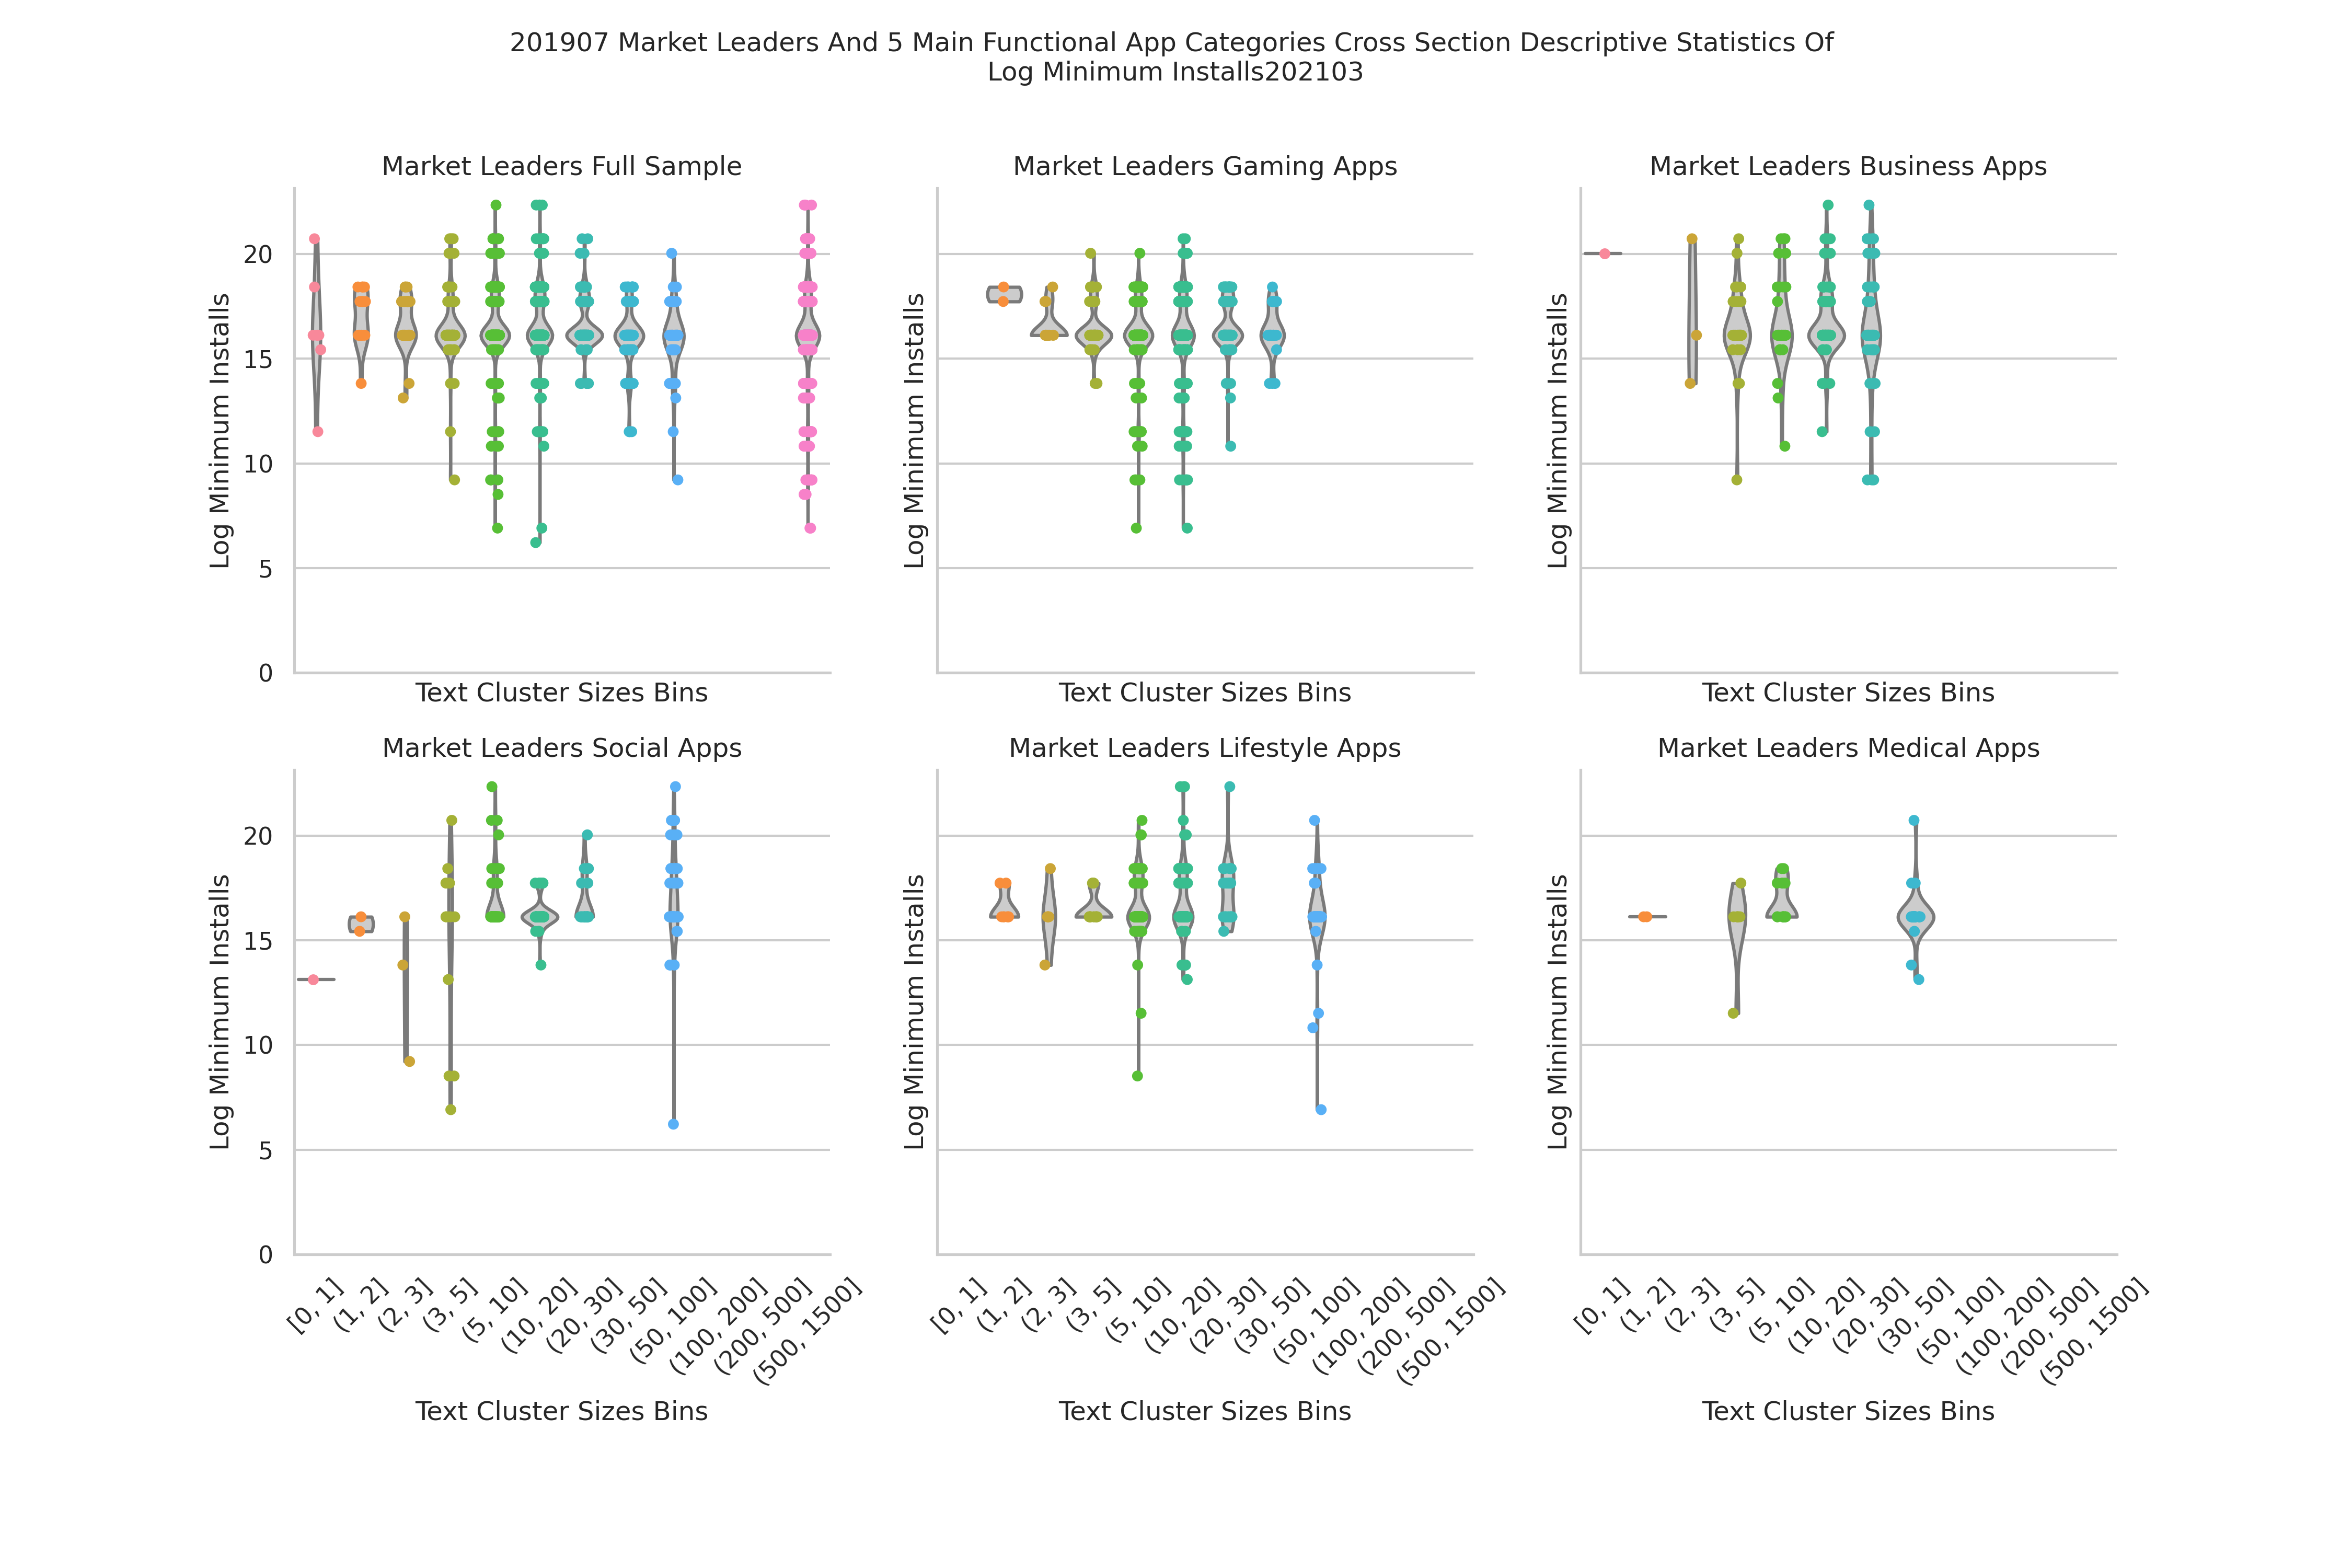 201907 Market Leaders And 5 Main Functional App Categories Cross Section Descriptive Statistics Of
Log Minimum Installs202103
Market Leaders Full Sample
Market Leaders Gaming Apps
Market Leaders Business Apps
Log Minimum Installs
20
15
10
5
0
Log Minimum Installs
Log Minimum Installs
Text Cluster Sizes Bins
Text Cluster Sizes Bins
Text Cluster Sizes Bins
Market Leaders Social Apps
Market Leaders Lifestyle Apps
Market Leaders Medical Apps
Log Minimum Installs
20
15
10
5
0
Log Minimum Installs
Log Minimum Installs
[0, 1]
(1, 2]
(2, 3]
(3, 5]
(5, 10]
(10, 20]
(20, 30]
(30, 50]
(50, 100]
(100, 200]
(200, 500]
(500, 1500]
[0, 1]
(1, 2]
(2, 3]
(3, 5]
(5, 10]
(10, 20]
(20, 30]
(30, 50]
(50, 100]
(100, 200]
(200, 500]
(500, 1500]
[0, 1]
(1, 2]
(2, 3]
(3, 5]
(5, 10]
(10, 20]
(20, 30]
(30, 50]
(50, 100]
(100, 200]
(200, 500]
(500, 1500]
Text Cluster Sizes Bins
Text Cluster Sizes Bins
Text Cluster Sizes Bins